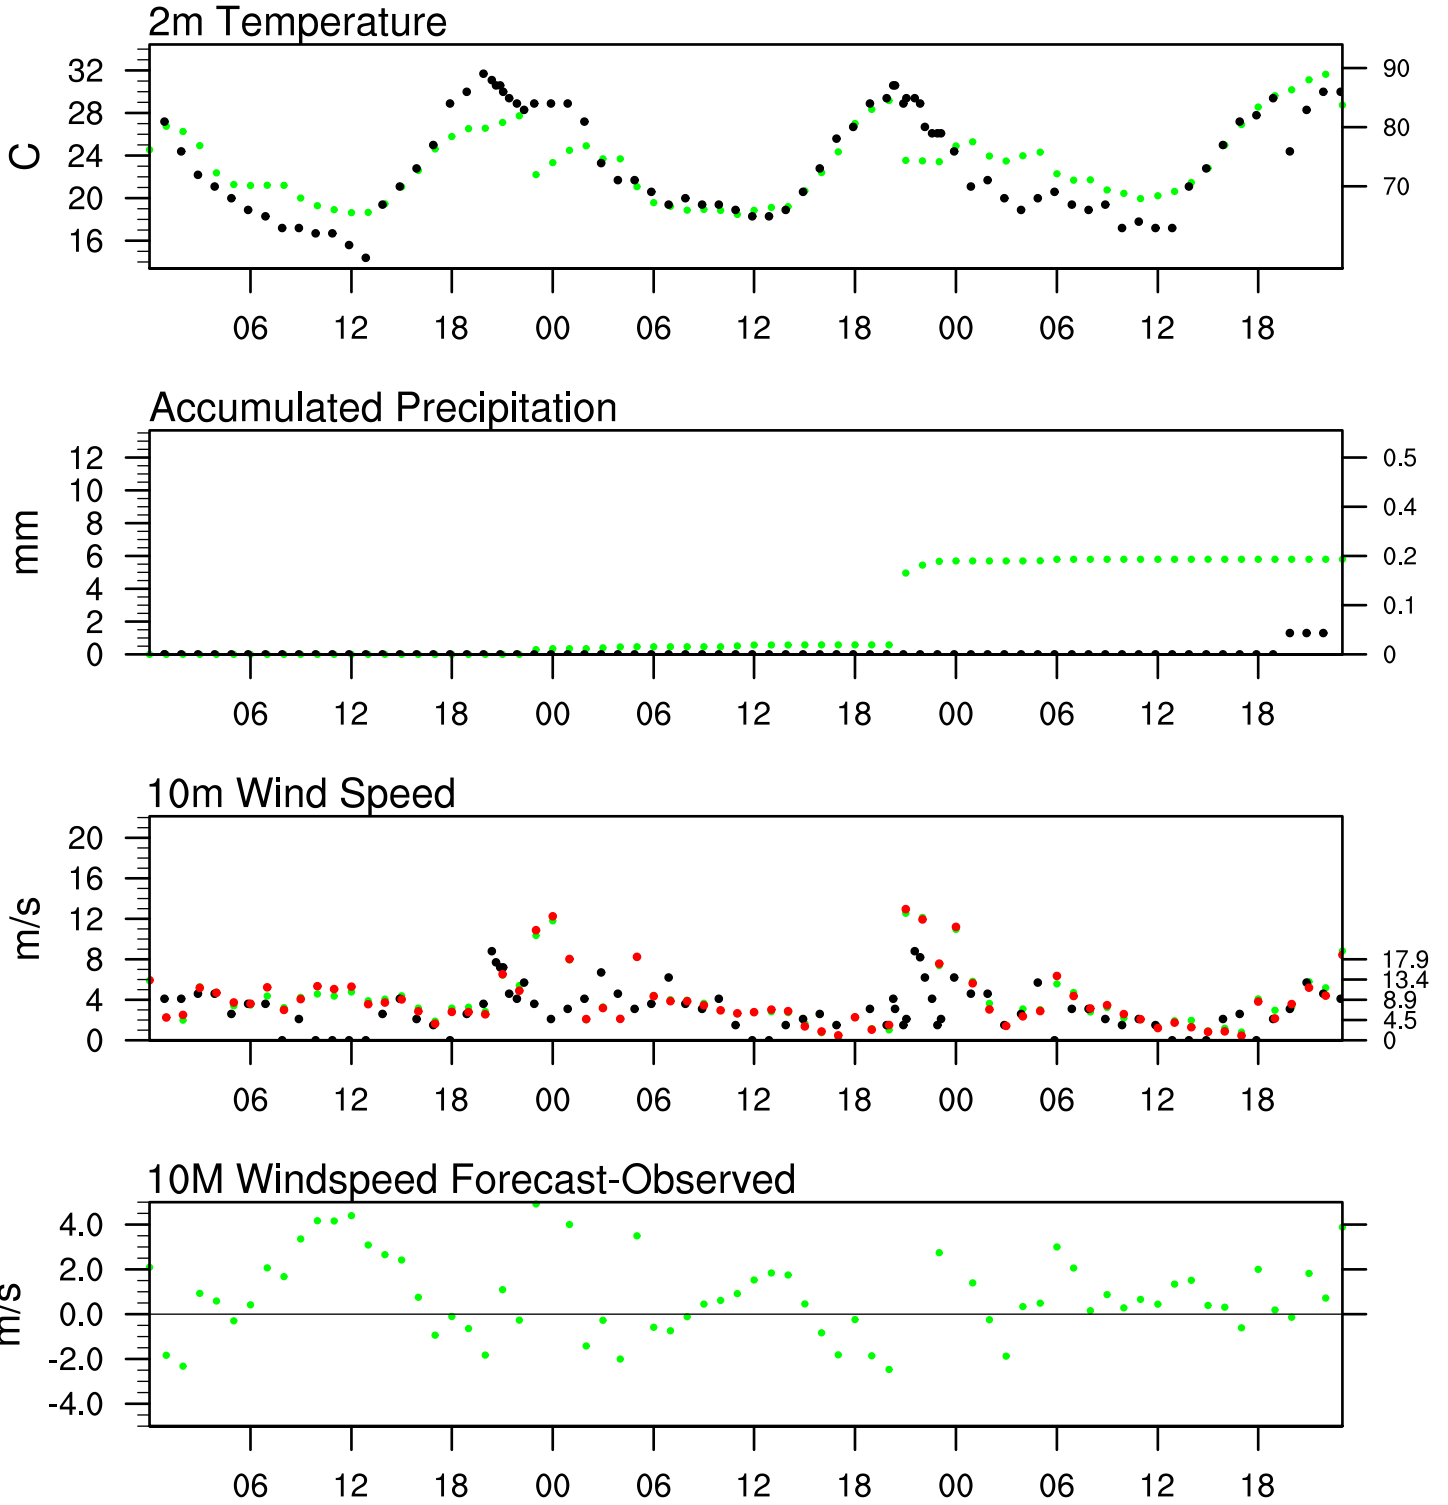 2m Temperature
32 90
28 80
24
20 70
16
C
06 12 18 00 06 12 18 00 06 12 18
Accumulated Precipitation
12 0.5
10
8 0.4
6 0.2
4
2 0.1
0 0
mm
06 12 18 00 06 12 18 00 06 12 18
10m Wind Speed
20
16
12
8 17.9
13.4
4 8.9
4.5
0 0
m/s
06 12 18 00 06 12 18 00 06 12 18
10M Windspeed Forecast-Observed
4.0
2.0
0.0
-2.0
-4.0
m/s
06 12 18 00 06 12 18 00 06 12 18